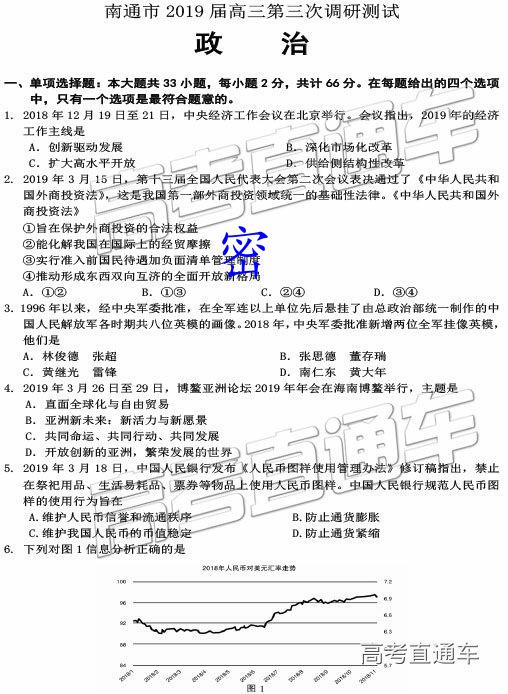 南通市 2019 届高三第三次调研测试
政 治
一、单项选择题：本大题共 33 小题，每小题 2 分，共计 66 分。在每题给出的四个选项
中，只有一个选项是最符合题意的。
1. 2018 年 12 月 19 日至 21 日，中央经济工作会议在北京举行。会议指出，2019 年的经济
工作主线是
A. 创新驱动发展 B. 深化市场化改革
C. 扩大高水平开放 D. 供给侧结构性改革
2. 2019 年 3 月 15 日，第十三届全国人民代表大会第二次会议表决通过了《中华人民共和
国外商投资法》，这是我国第一部外商投资领域统一的基础性法律。《中华人民共和国外
商投资法》
①旨在保护外商投资的合法权益
②能化解我国在国际上的经贸摩擦
③实行准入前国民待遇加负面清单管理制度
④推动形成东西双向互济的全面开放新格局
A. ①② B. ①③ C. ②④ D. ③④
3. 1996 年以来，经中央军委批准，在全军连以上单位先后悬挂了由总政治部统一制作的中
国人民解放军各时期共八位英模的画像。2018 年，中央军委批准新增两位全军挂像英模，
他们是
A. 林俊德 张超 B. 张思德 董存瑞
C. 黄继光 雷锋 D. 南仁东 黄大年
4. 2019 年 3 月 26 日至 29 日，博鳌亚洲论坛 2019 年年会在海南博鳌举行，主题是
A. 直面全球化与自由贸易
B. 亚洲新未来：新活力与新愿景
C. 共同命运、共同行动、共同发展
D. 开放创新的亚洲，繁荣发展的世界
5. 2019 年 3 月 18 日，中国人民银行发布《人民币图样使用管理办法》修订稿指出，禁止
在祭祀用品、生活易耗品、票券等物品上使用人民币图样。中国人民银行规范人民币图
样的使用行为旨在
A. 维护人民币信誉和流通秩序 B. 防止通货膨胀
C. 维护我国人民币的币值稳定 D. 防止通货紧缩
6. 下列对图 1 信息分析正确的是
2018年人民币对美元汇率走势
100 7.2
96 6.9
92 6.6
88 6.3
84 5.7
2018/1 2018/2 2018/3 2018/4 2018/5 2018/6 2018/7 2018/8 2018/9 2018/10 2018/11
图 1
密
高考直通车
高考直通车
高考直通车
高考直通车